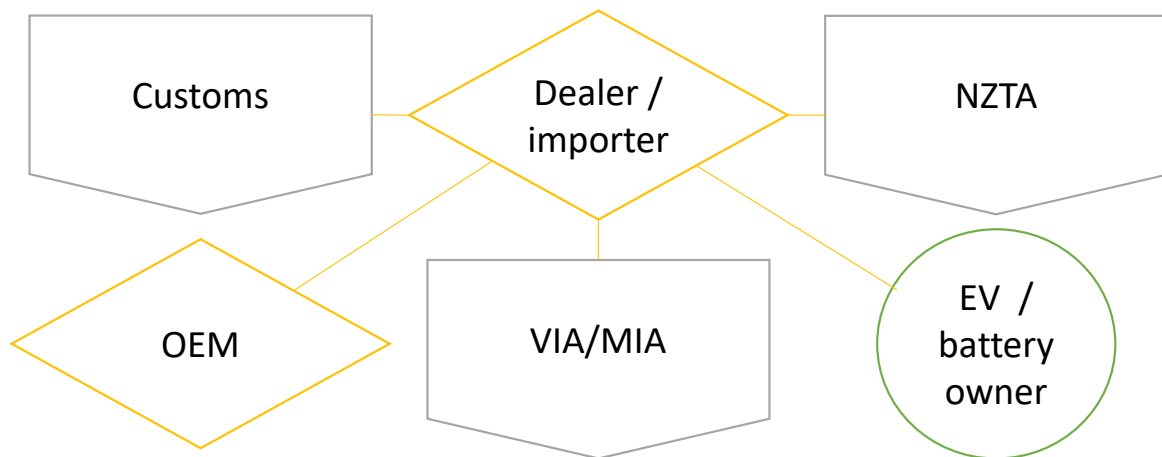 Customs
Dealer /
importer
NZTA
OEM
VIA/MIA
EV  /
battery
owner